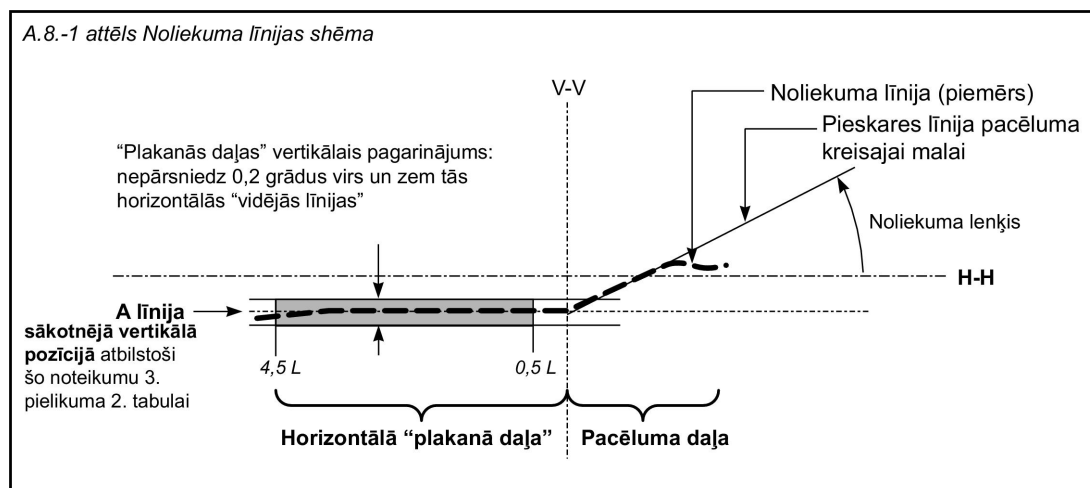 A.8.-1 attēls Noliekuma līnijas shēma
V-V
Noliekuma līnija (piemērs)
Pieskares līnija pacēluma
kreisajai malai
“Plakanās daļas” vertikālais pagarinājums:
nepārsniedz 0,2 grādus virs un zem tās
horizontālās “vidējās līnijas”
Noliekuma lenķis
H-H
A līnija
sākotnējā vertikālā
pozīcijā atbilstoši
šo noteikumu 3.
pielikuma 2. tabulai
4,5 L
0,5 L
Horizontālā “plakanā daļa”
Pacēluma daļa